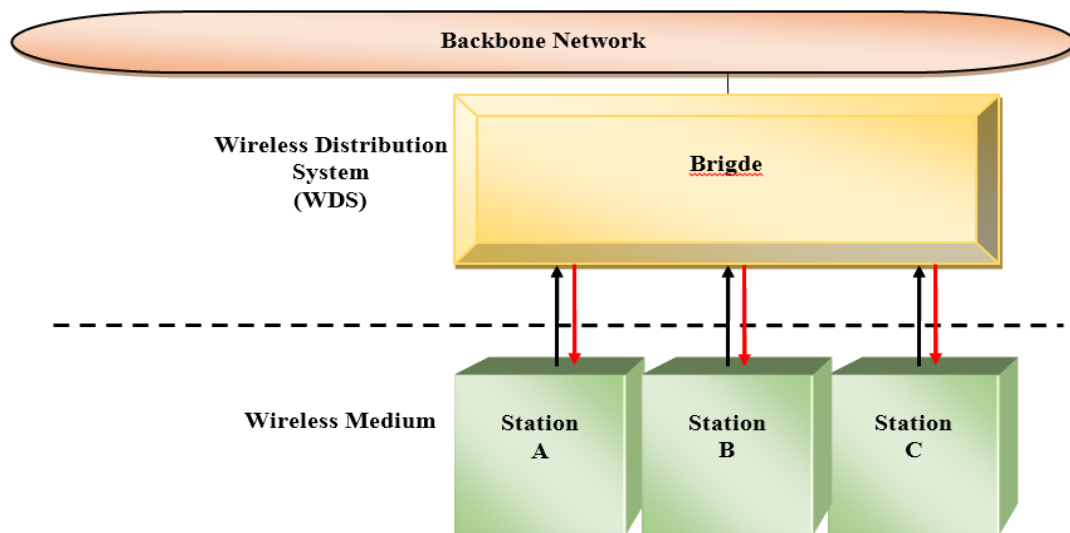 Backbone Network
Wireless Distribution
System
(WDS)
Brigde
Wireless Medium
Station
A
Station
B
Station
C